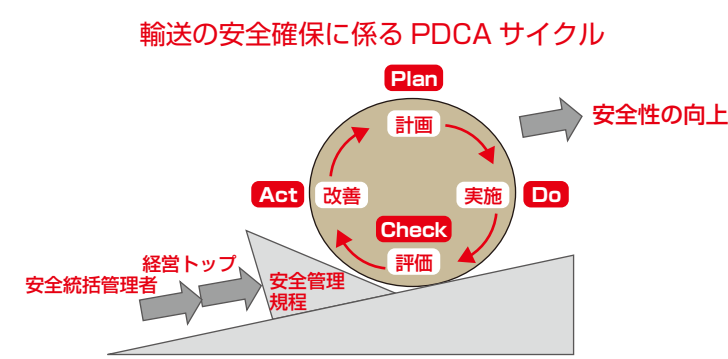 輸送の安全確保に係る PDCA サイクル
Plan
計画
安全性の向上
Act
改善
実施
Do
Check
評価
経営トップ
安全統括管理者
安全管理
規程